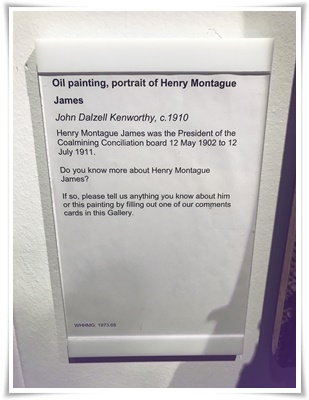 Oil painting, portrait of Henry Montague
James
John Dalzell Kenworthy, c.1910
Henry Montague James was the President of the
Coalmining Conciliation board 12 May 1902 to 12
July 1911.
Do you know more about Henry Montague
James?
If so, please tell us anything you know about him
or this painting by filling out one of our comments
cards in this Gallery.